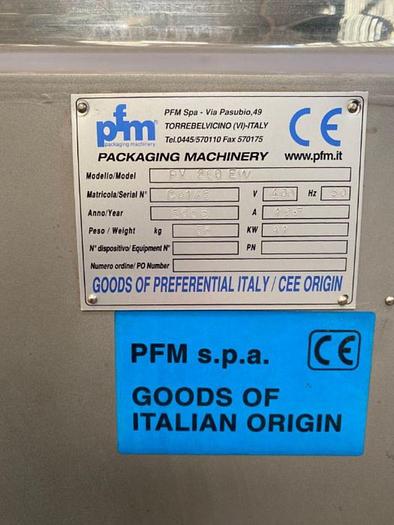 pfm
packaging machinery
PFM Spa - Via Pasubio,49
TORREBELVICINO (VI)-ITALY
Tel.0445/570110 Fax 570175
CE
PACKAGING MACHINERY www.pfm.it
Modello/Model
Matricola/Serial N° V Hz
Anno/Year A
Peso / Weight kg KW
N° dispositivo/Equipment N° PN
Numero ordine/PO Number
GOODS OF PREFERENTIAL ITALY / CEE ORIGIN
PFM s.p.a. CE
GOODS OF
ITALIAN ORIGIN